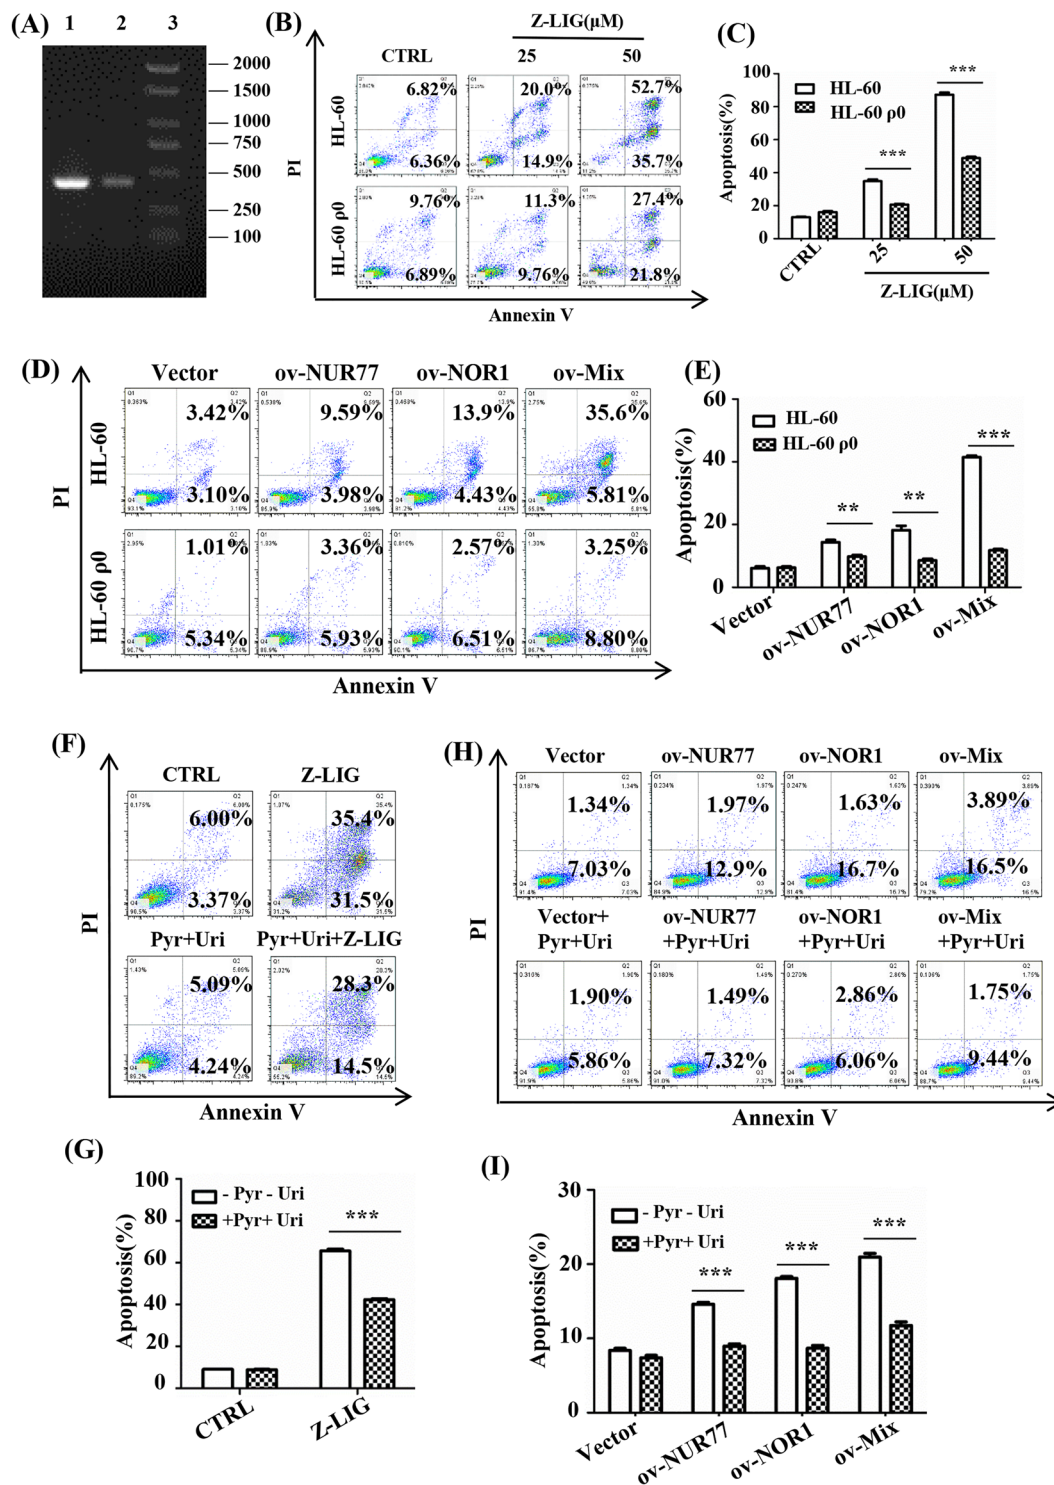 (A)
1 2 3
2000
1500
1000
750
500
250
100
(B)
Z-LIG(μM)
CTRL 25 50
PI
HL-60
6.82% 20.0% 52.7%
6.36% 14.9% 35.7%
HL-60 ρ0
9.76% 11.3% 27.4%
6.89% 9.76% 21.8%
Annexin V
(C)
Apoptosis(%)
100
80
60
40
20
0
HL-60
HL-60 ρ0
***
***
CTRL 25 50
Z-LIG(μM)
(D)
Vector ov-NUR77 ov-NOR1 ov-Mix
PI
HL-60
3.42% 9.59% 13.9% 35.6%
3.10% 3.98% 4.43% 5.81%
HL-60 ρ0
1.01% 3.36% 2.57% 3.25%
5.34% 5.93% 6.51% 8.80%
Annexin V
(E)
Apoptosis(%)
60
40
20
0
HL-60
HL-60 ρ0
**
**
***
Vector ov-NUR77 ov-NOR1 ov-Mix
(F)
CTRL Z-LIG
PI
6.00% 35.4%
3.37% 31.5%
Pyr+Uri Pyr+Uri+Z-LIG
5.09% 28.3%
4.24% 14.5%
Annexin V
(H)
Vector ov-NUR77 ov-NOR1 ov-Mix
PI
1.34% 1.97% 1.63% 3.89%
7.03% 12.9% 16.7% 16.5%
Vector+ ov-NUR77 ov-NOR1 ov-Mix
Pyr+Uri +Pyr+Uri +Pyr+Uri +Pyr+Uri
1.90% 1.49% 2.86% 1.75%
5.86% 7.32% 6.06% 9.44%
Annexin V
(G)
Apoptosis(%)
100
80
60
40
20
0
- Pyr - Uri
+Pyr+ Uri
***
CTRL Z-LIG
(I)
Apoptosis(%)
30
20
10
0
- Pyr - Uri
+Pyr+ Uri
***
***
***
Vector ov-NUR77 ov-NOR1 ov-Mix